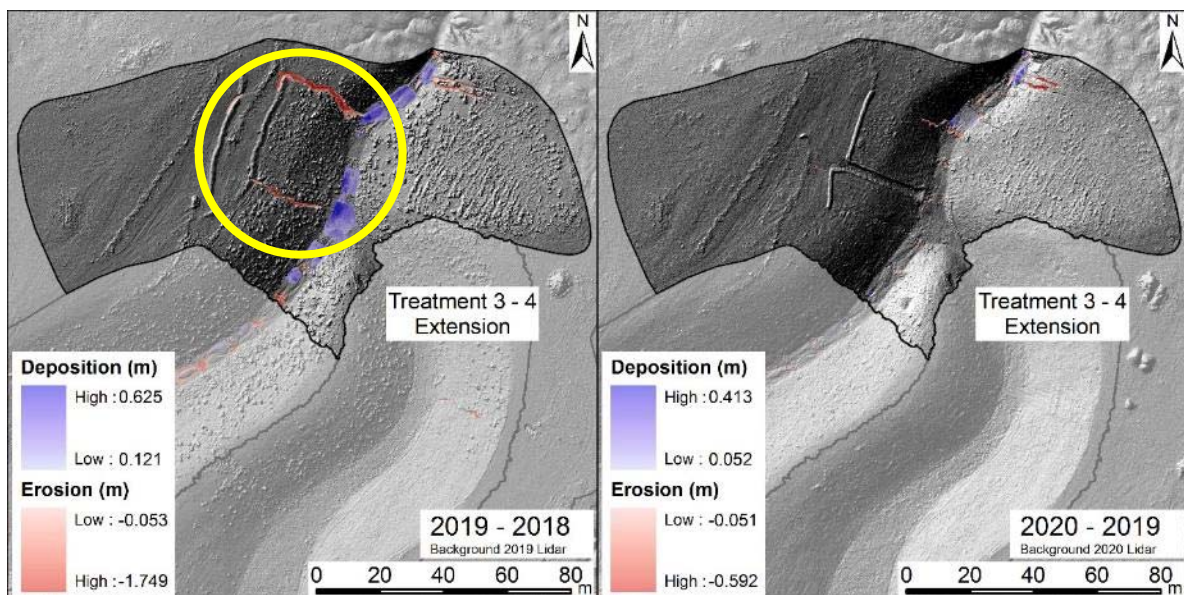 N
Treatment 3 - 4
Extension
Deposition (m)
High : 0.625
Low : 0.121
Erosion (m)
Low : -0.053
High : -1.749
2019 - 2018
Background 2019 Lidar
0 20 40 60 80
m
N
Treatment 3 - 4
Extension
Deposition (m)
High : 0.413
Low : 0.052
Erosion (m)
Low : -0.051
High : -0.592
2020 - 2019
Background 2020 Lidar
0 20 40 60 80
m